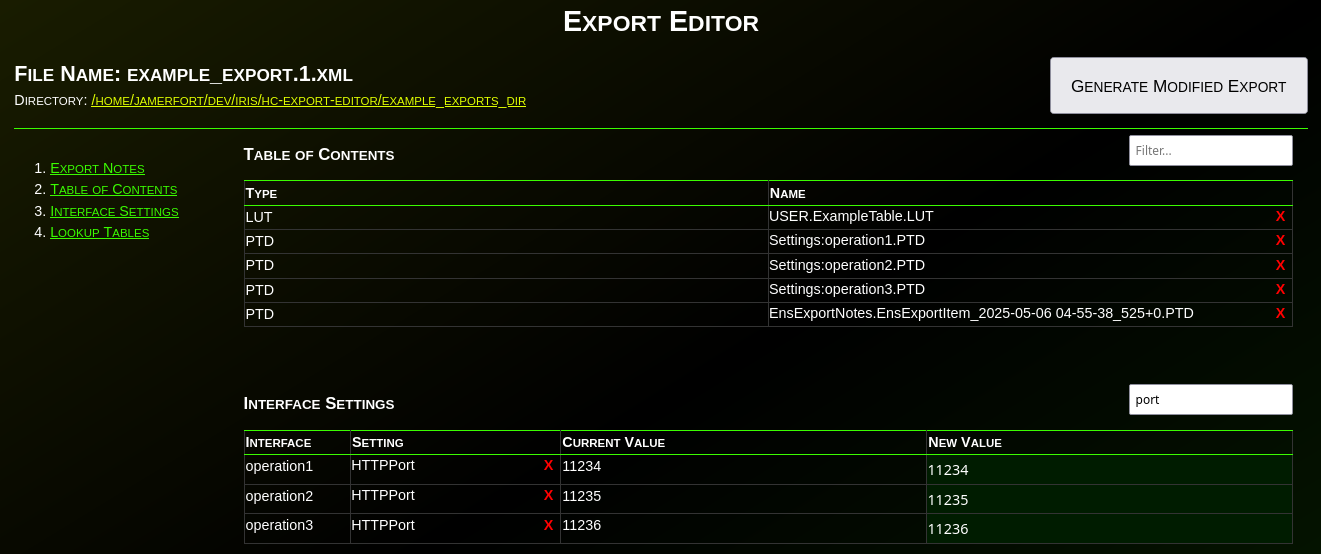 Export Editor
File Name: example_export.1.xml
Directory: /home/jamerfort/dev/iris/hc-export-editor/example_exports_dir
Generate Modified Export
1. Export Notes
2. Table of Contents
3. Interface Settings
4. Lookup Tables
Table of Contents
Filter...
Type Name
LUT USER.ExampleTable.LUT X
PTD Settings:operation1.PTD X
PTD Settings:operation2.PTD X
PTD Settings:operation3.PTD X
PTD EnsExportNotes.EnsExportItem_2025-05-06 04-55-38_525+0.PTD X
Interface Settings
port
Interface Setting Current Value New Value
operation1 HTTPPort X 11234 11234
operation2 HTTPPort X 11235 11235
operation3 HTTPPort X 11236 11236